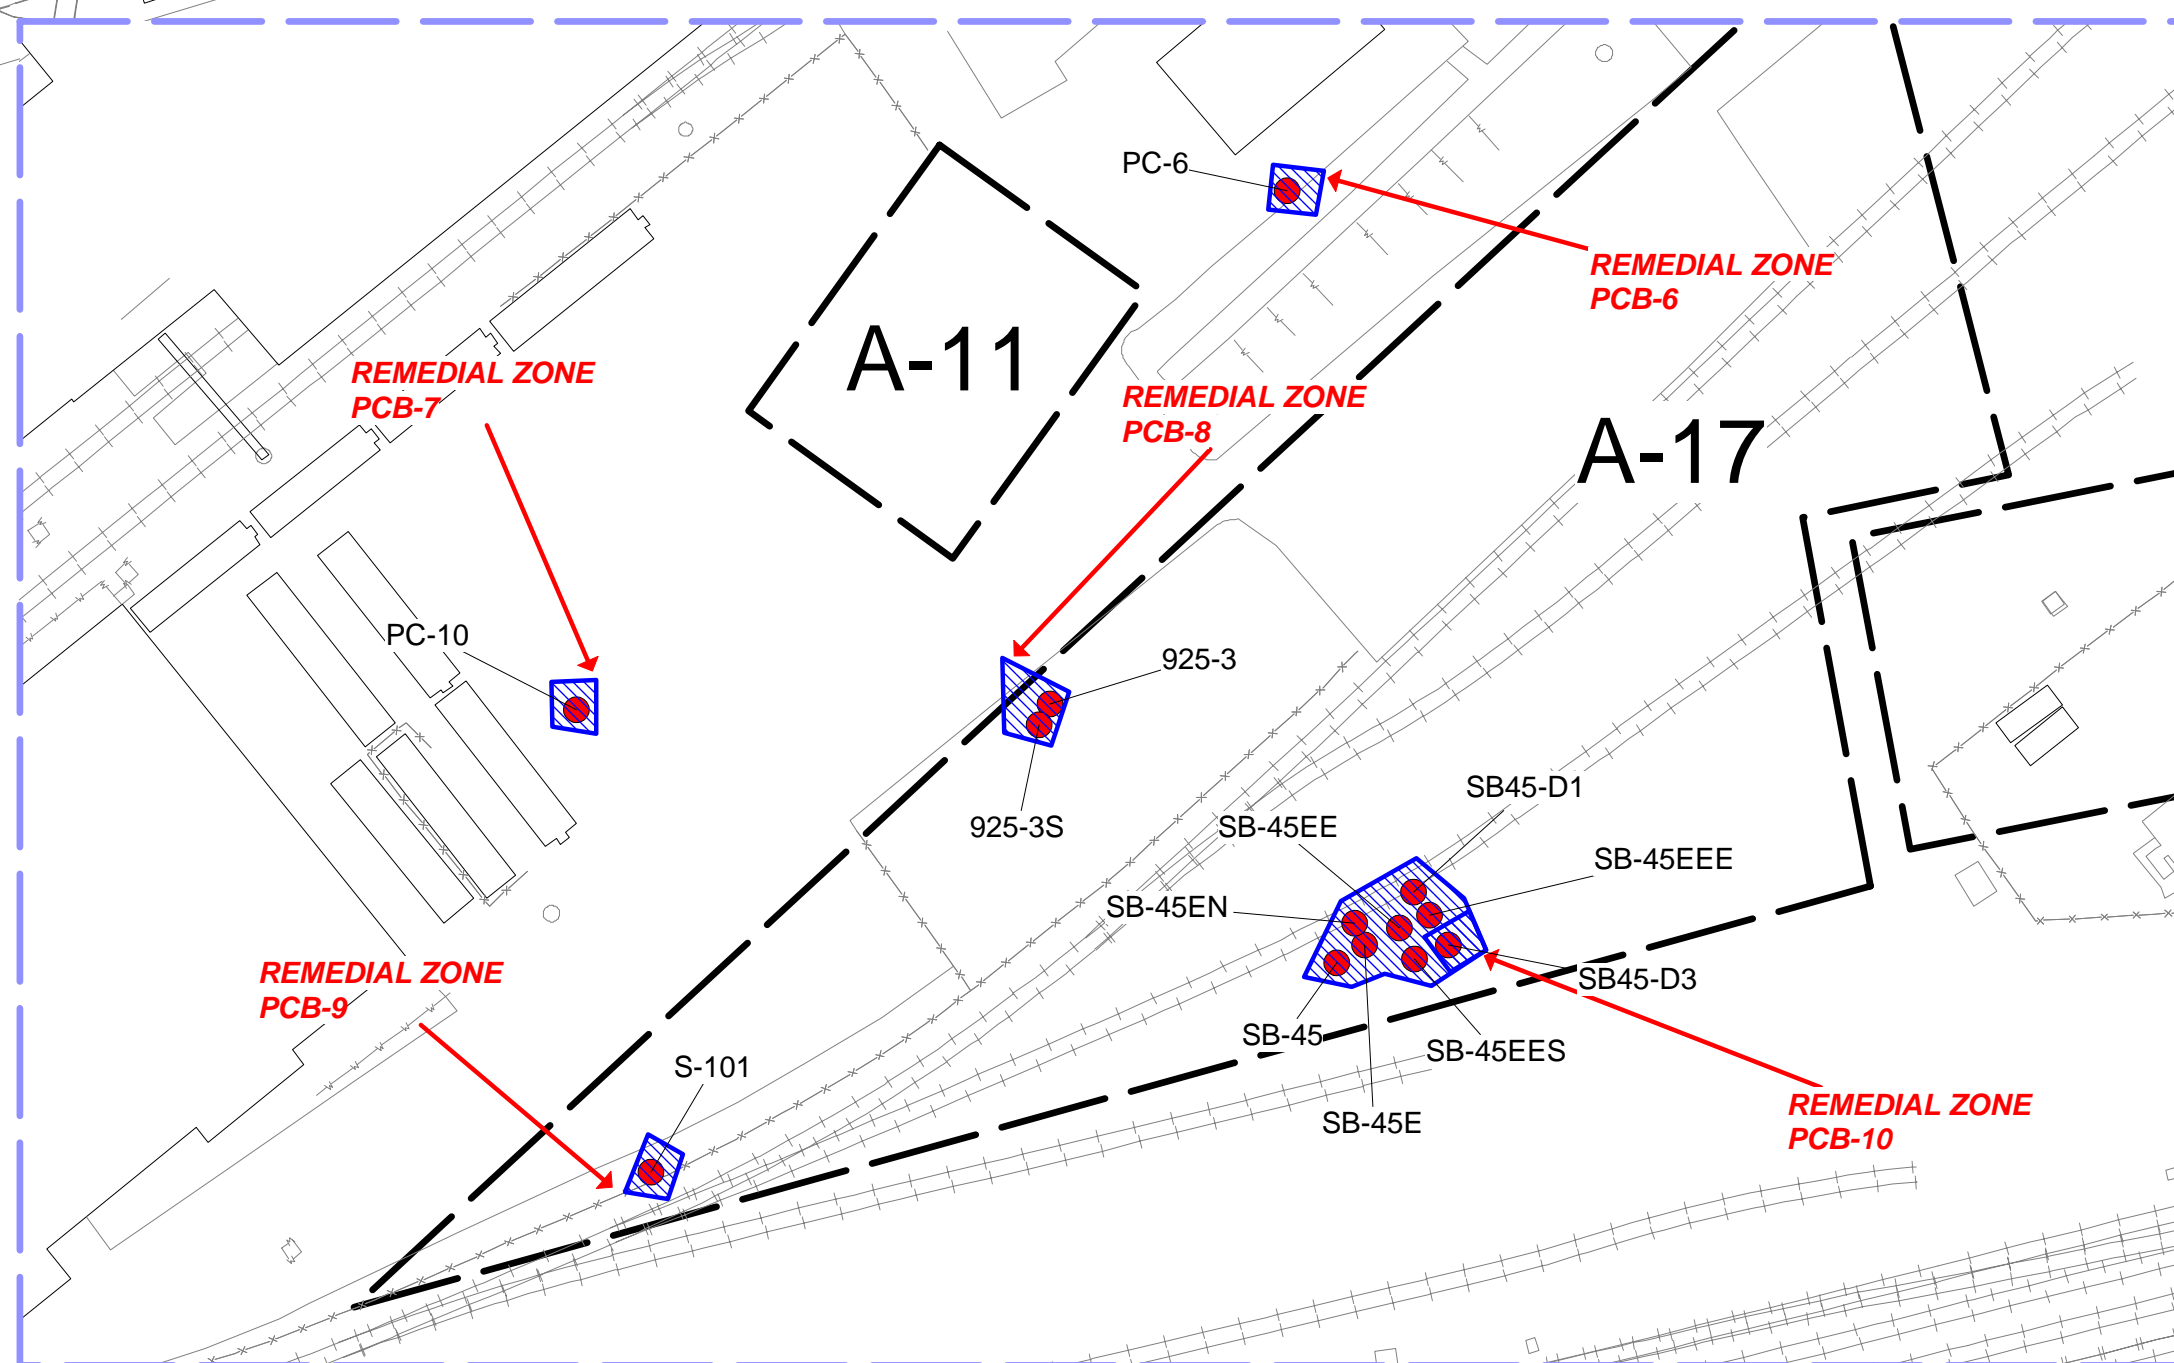 PC-6
REMEDIAL ZONE
PCB-6
A-11
REMEDIAL ZONE
PCB-7
REMEDIAL ZONE
PCB-8
A-17
PC-10
925-3
925-3S
SB45-D1
SB-45EE
SB-45EEE
SB-45EN
SB45-D3
SB-45
SB-45EES
SB-45E
REMEDIAL ZONE
PCB-9
S-101
REMEDIAL ZONE
PCB-10